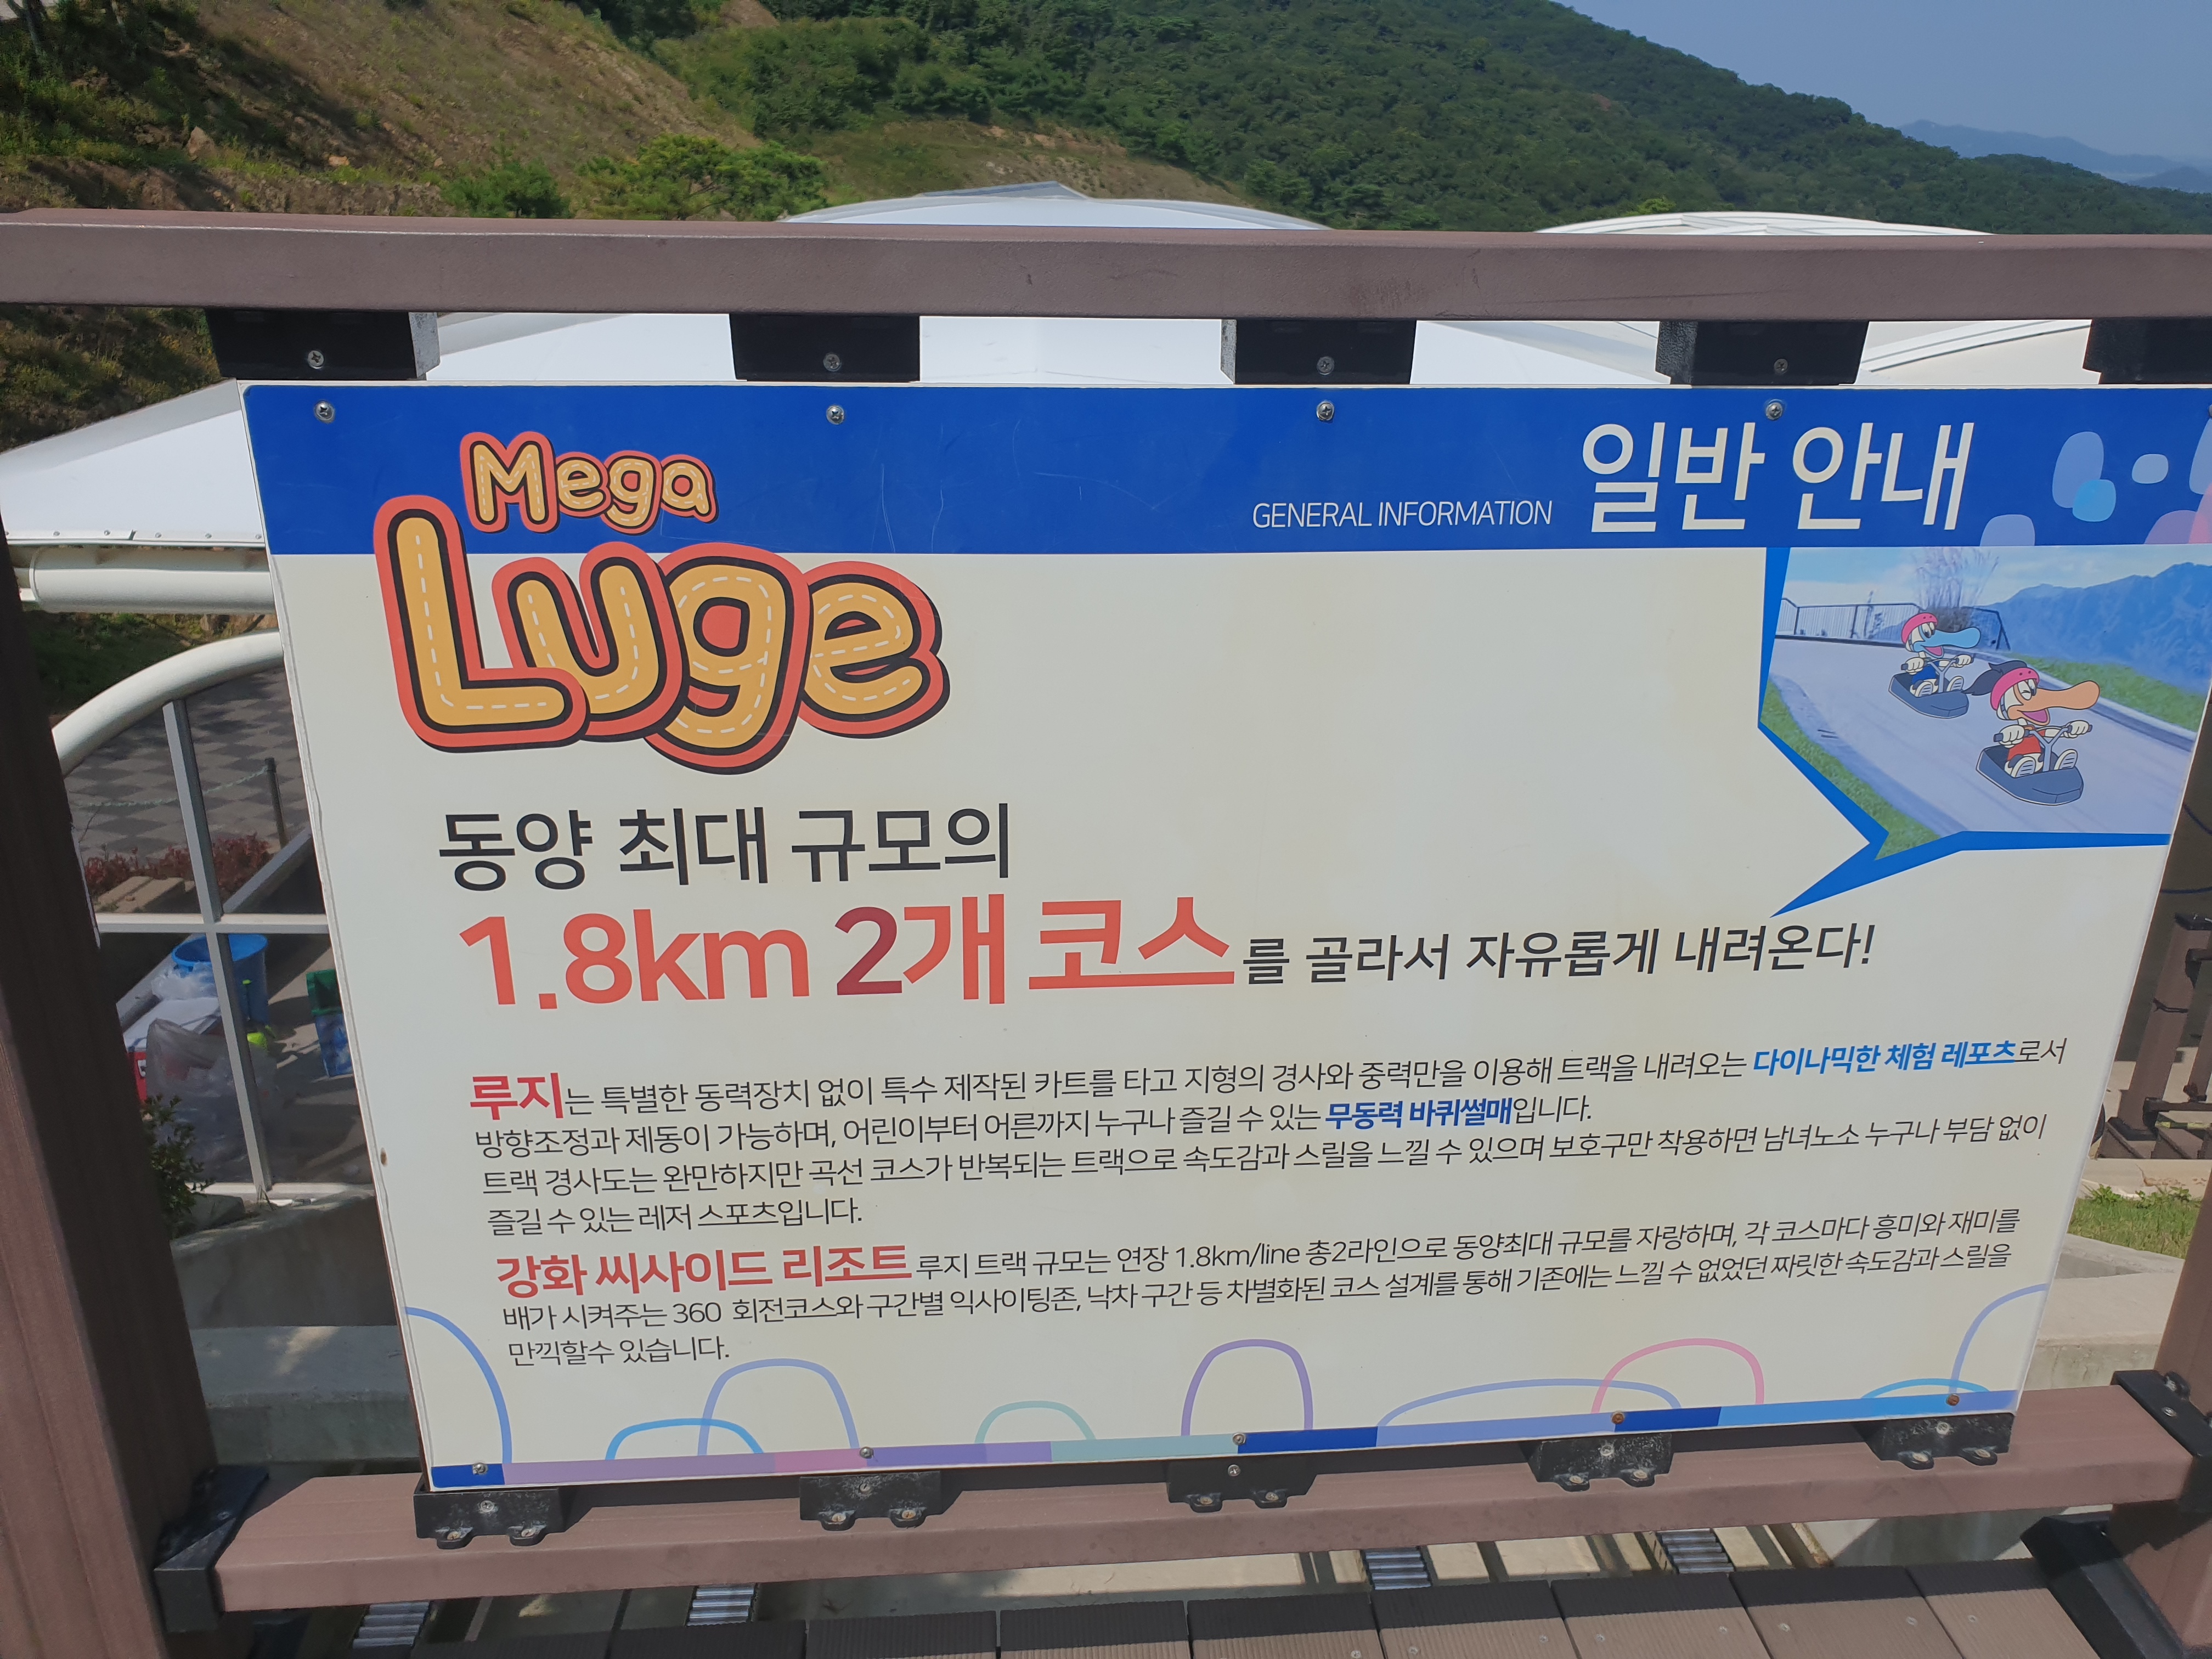 Mega
Luge
GENERAL INFORMATION 일반 안내
동양 최대 규모의
1.8km 2개 코스를 골라서 자유롭게 내려온다!
루지는 특별한 동력장치 없이 특수 제작된 카트를 타고 지형의 경사와 중력만을 이용해 트랙을 내려오는 다이나믹한 체험 레포츠로서
방향조정과 제동이 가능하며, 어린이부터 어른까지 누구나 즐길 수 있는 무동력 바퀴썰매입니다.
트랙 경사도는 완만하지만 곡선 코스가 반복되는 트랙으로 속도감과 스릴을 느낄 수 있으며 보호구만 착용하면 남녀노소 누구나 부담 없이
즐길 수 있는 레저 스포츠입니다.
강화 씨사이드 리조트 루지 트랙 규모는 연장 1.8km/line 총2라인으로 동양최대 규모를 자랑하며, 각 코스마다 흥미와 재미를
배가 시켜주는 360 회전코스와 구간별 익사이팅존, 낙차 구간 등 차별화된 코스 설계를 통해 기존에는 느낄 수 없었던 짜릿한 속도감과 스릴을
만끽할수 있습니다.